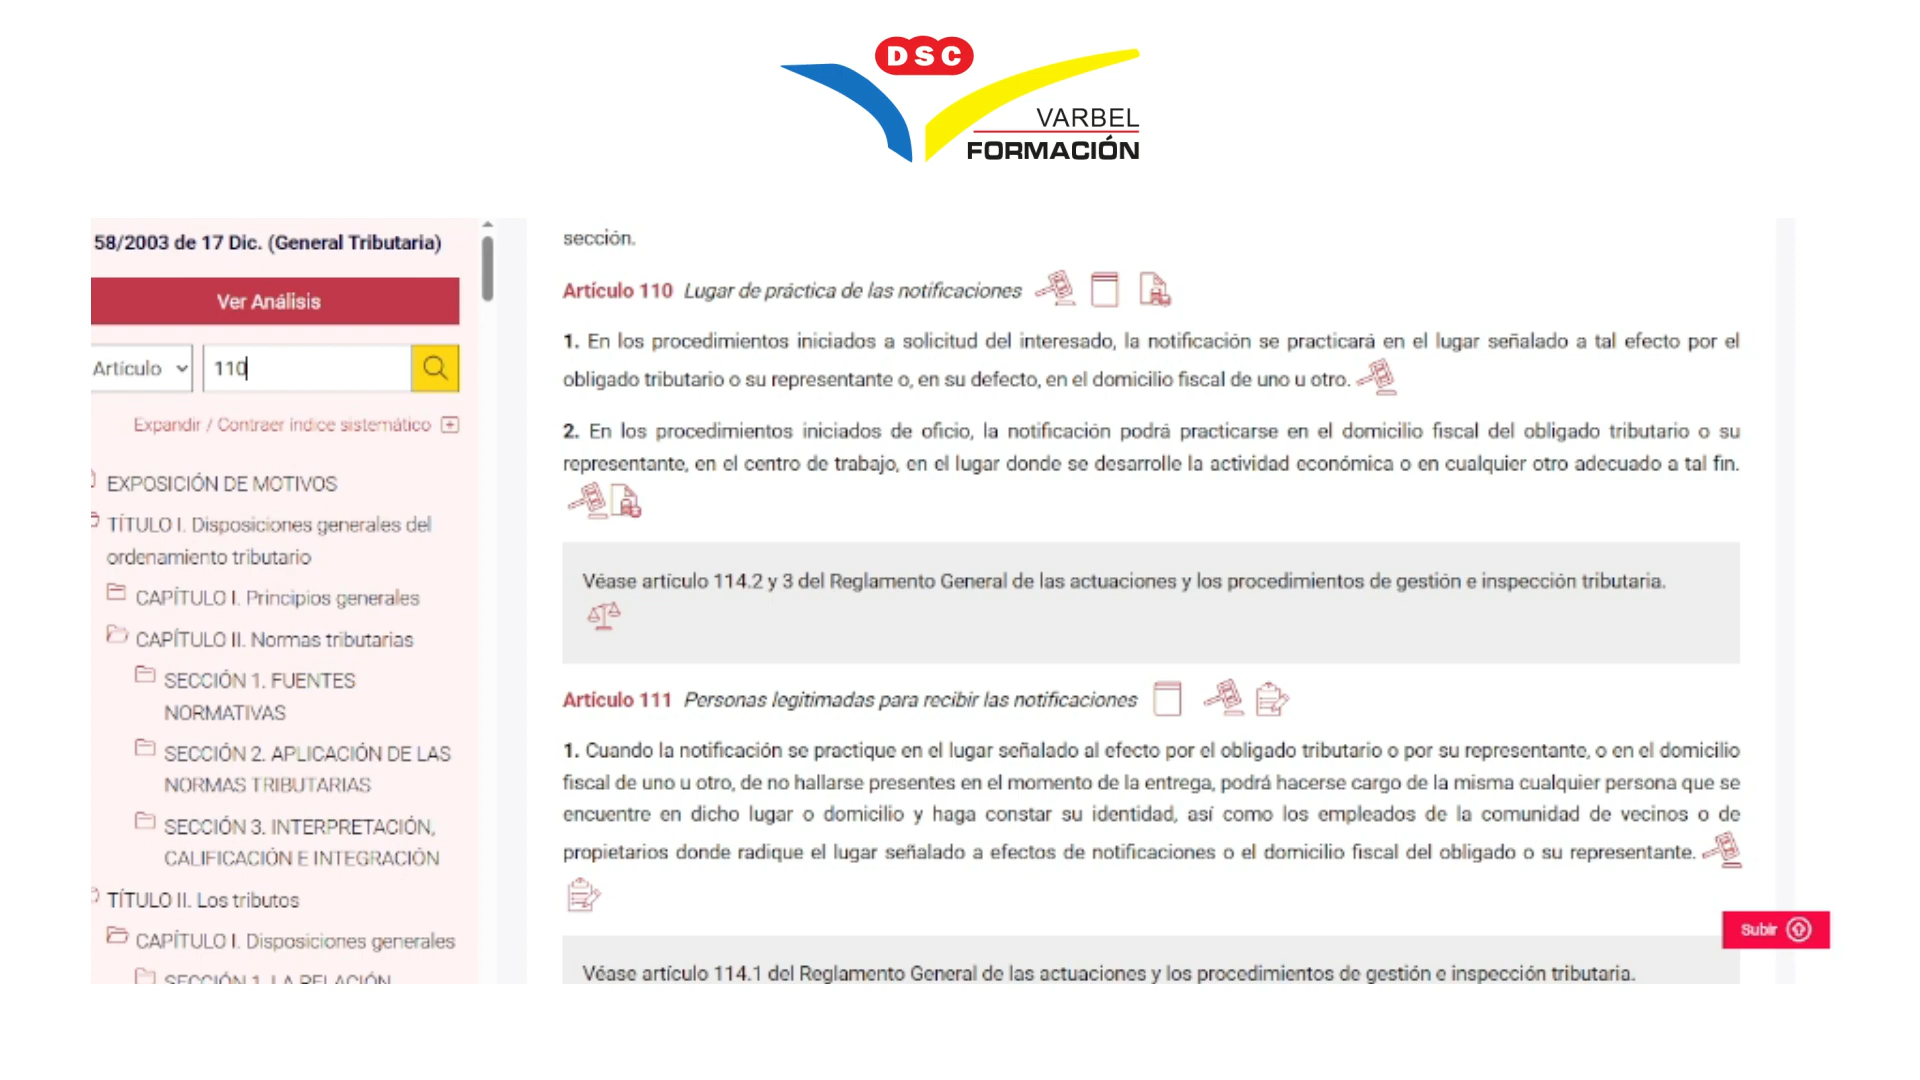 DSC
VARBEL
FORMACIÓN
58/2003 de 17 Dic. (General Tributaria)
Ver Análisis
Artículo
110
Expandir / Contraer índice sistemático
EXPOSICIÓN DE MOTIVOS
TÍTULO I. Disposiciones generales del
ordenamiento tributario
CAPÍTULO I. Principios generales
CAPÍTULO II. Normas tributarias
SECCIÓN 1. FUENTES
NORMATIVAS
SECCIÓN 2. APLICACIÓN DE LAS
NORMAS TRIBUTARIAS
SECCIÓN 3. INTERPRETACIÓN,
CALIFICACIÓN E INTEGRACIÓN
TÍTULO II. Los tributos
CAPÍTULO I. Disposiciones generales
SECCIÓN 1. LA RELACIÓN
sección.
Artículo 110 Lugar de práctica de las notificaciones
1. En los procedimientos iniciados a solicitud del interesado, la notificación se practicará en el lugar señalado a tal efecto por el
obligado tributario o su representante o, en su defecto, en el domicilio fiscal de uno u otro.
2. En los procedimientos iniciados de oficio, la notificación podrá practicarse en el domicilio fiscal del obligado tributario o su
representante, en el centro de trabajo, en el lugar donde se desarrolle la actividad económica o en cualquier otro adecuado a tal fin.
Véase artículo 114.2 y 3 del Reglamento General de las actuaciones y los procedimientos de gestión e inspección tributaria.
Artículo 111 Personas legitimadas para recibir las notificaciones
1. Cuando la notificación se practique en el lugar señalado al efecto por el obligado tributario o por su representante, o en el domicilio
fiscal de uno u otro, de no hallarse presentes en el momento de la entrega, podrá hacerse cargo de la misma cualquier persona que se
encuentre en dicho lugar o domicilio y haga constar su identidad, así como los empleados de la comunidad de vecinos o de
propietarios donde radique el lugar señalado a efectos de notificaciones o el domicilio fiscal del obligado o su representante.
Véase artículo 114.1 del Reglamento General de las actuaciones y los procedimientos de gestión e inspección tributaria.
Subir